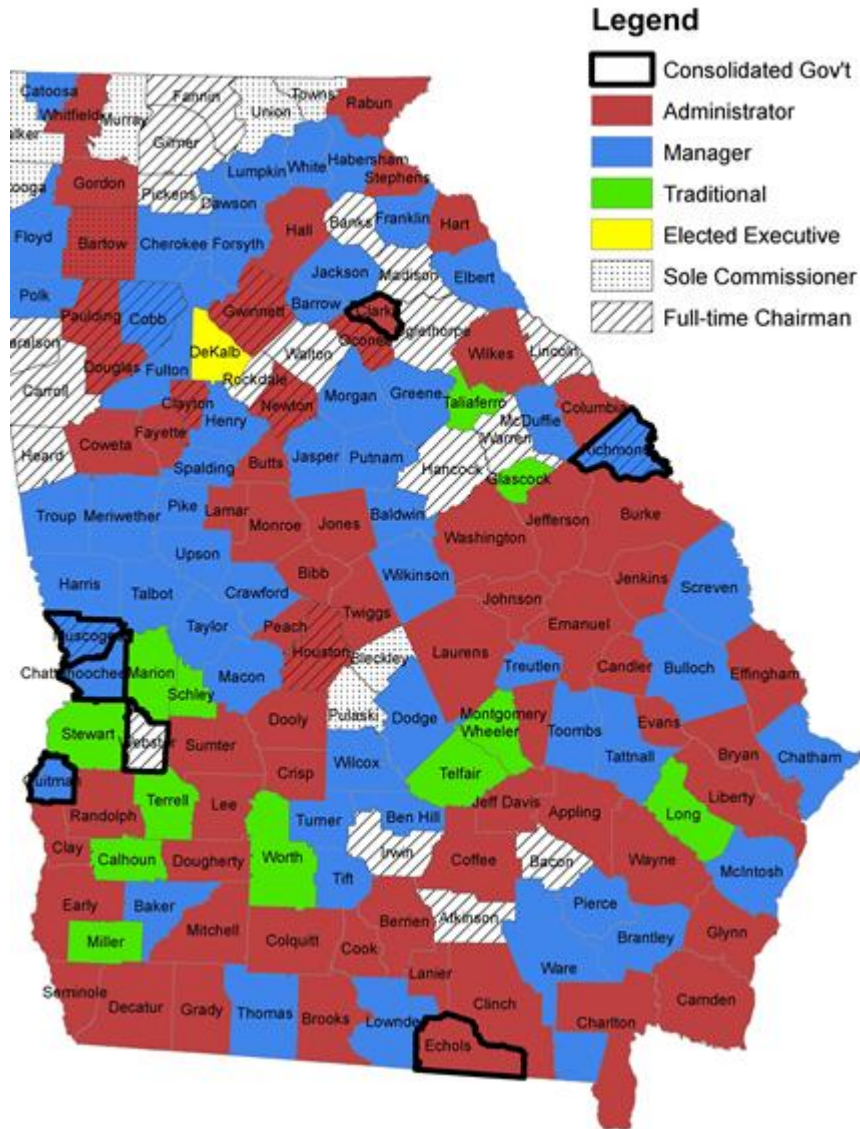 Legend
Consolidated Gov't
Administrator
Manager
Traditional
Elected Executive
Sole Commissioner
Full-time Chairman
Catoosa
Whitfield
Murray
Fannin
Union
Towns
Rabun
alker
Gilmer
ooga
Gordon
Pickens
Lumpkin
White
Habersham
Stephens
Dawson
Floyd
Bartow
Cherokee
Forsyth
Hall
Banks
Franklin
Hart
Madison
Elbert
Jackson
Polk
Paulding
Cobb
Gwinnett
Barrow
Clark
Oconee
glethorpe
Wilkes
Lincoln
aralson
Douglas
Fulton
DeKalb
Rockdale
Walton
Carroll
Clayton
Henry
Newton
Morgan
Greene
Taliaferro
McDuffie
Columbia
Warren
Richmond
Heard
Coweta
Fayette
Spalding
Butts
Jasper
Putnam
Hancock
Glascock
Troup
Meriwether
Pike
Lamar
Monroe
Jones
Baldwin
Washington
Jefferson
Burke
Upson
Bibb
Wilkinson
Jenkins
Screven
Harris
Talbot
Crawford
Twiggs
Johnson
Emanuel
Taylor
Peach
Houston
Bleckley
Laurens
Treutlen
Candler
Bulloch
Effingham
Muscogee
Chattahoochee
Marion
Schley
Macon
Pulaski
Dodge
Montgomery
Wheeler
Toombs
Evans
Tattnall
Bryan
Chatham
Stewart
Webster
Sumter
Dooly
Crisp
Wilcox
Telfair
Quitman
Randolph
Terrell
Lee
Turner
Ben Hill
Jeff Davis
Appling
Long
Liberty
Clay
Calhoun
Dougherty
Worth
Irwin
Coffee
Bacon
Wayne
McIntosh
Early
Baker
Mitchell
Tift
Berrien
Atkinson
Pierce
Brantley
Glynn
Miller
Colquitt
Cook
Lanier
Ware
Camden
Seminole
Decatur
Grady
Thomas
Brooks
Lowndes
Clinch
Charlton
Echols